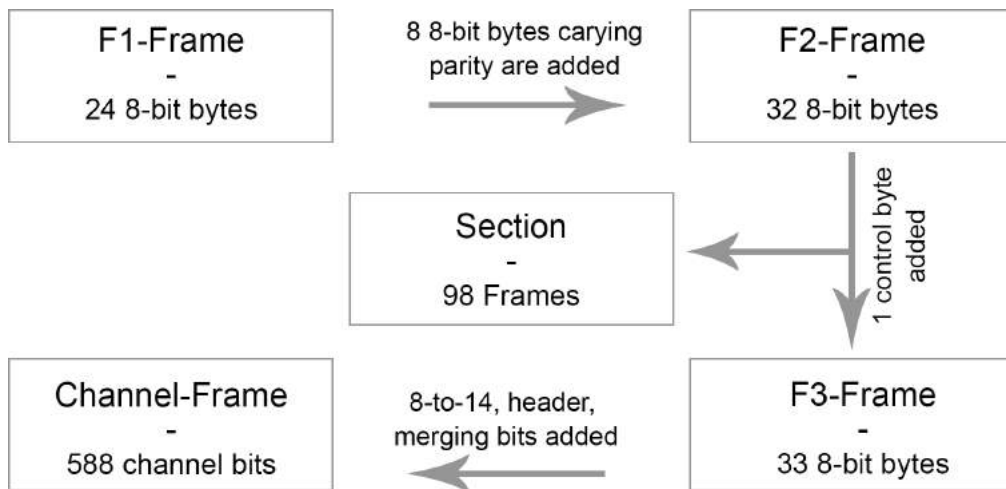 F1-Frame
-
24 8-bit bytes
8 8-bit bytes carying
parity are added
F2-Frame
-
32 8-bit bytes
1 control byte
added
Section
-
98 Frames
F3-Frame
-
33 8-bit bytes
8-to-14, header,
merging bits added
Channel-Frame
-
588 channel bits